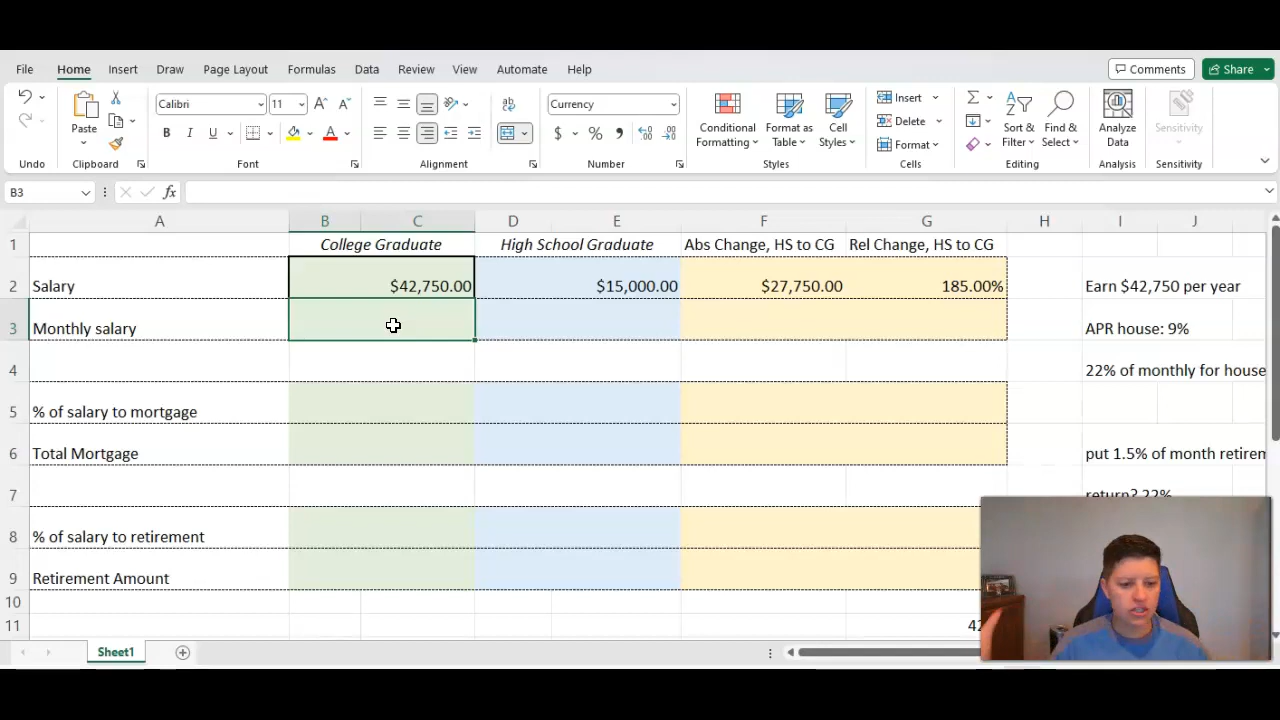 File Home Insert Draw Page Layout Formulas Data Review View Automate Help Comments Share
Calibri 11 A A ab Currency Insert Σ
Paste B I U A $ % 9 Conditional Formatting Format as Table Cell Styles Delete Sort & Filter Find & Select Analyze Data Sensitivity
Format
Undo Clipboard Font Alignment Number Styles Cells Editing Analysis Sensitivity
B3 fx
A B C D E F G H I J
1 College Graduate High School Graduate Abs Change, HS to CG Rel Change, HS to CG
2 Salary $42,750.00 $15,000.00 $27,750.00 185.00% Earn $42,750 per year
3 Monthly salary APR house: 9%
4 22% of monthly for house
5 % of salary to mortgage
6 Total Mortgage put 1.5% of month retirem
7 return? 22%
8 % of salary to retirement
9 Retirement Amount
10
11
Sheet1